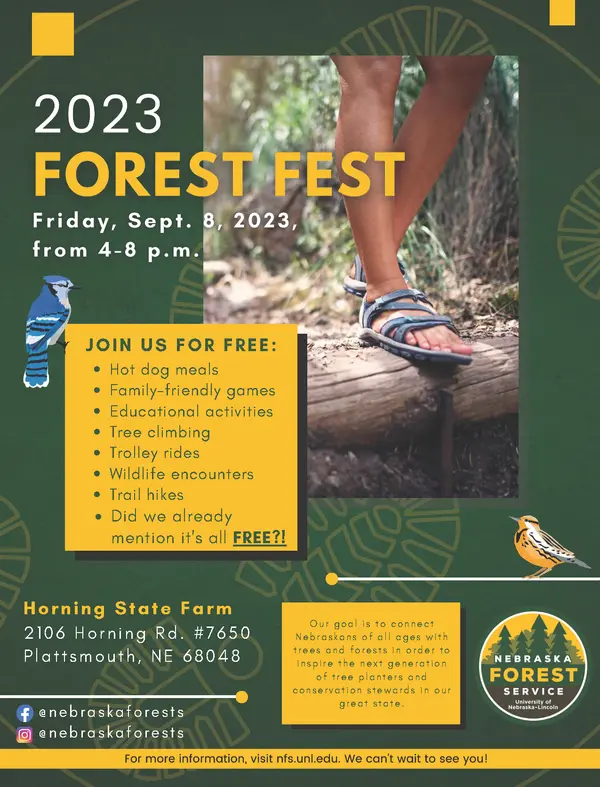 2023
FOREST FEST
Friday, Sept. 8, 2023,
from 4-8 p.m.
JOIN US FOR FREE:
• Hot dog meals
• Family-friendly games
• Educational activities
• Tree climbing
• Trolley rides
• Wildlife encounters
• Trail hikes
• Did we already
mention it's all FREE?!
Horning State Farm
2106 Horning Rd. #7650
Plattsmouth, NE 68048
@nebraskaforests
@nebraskaforests
Our goal is to connect
Nebraskans of all ages with
trees and forests in order to
inspire the next generation
of tree planters and
conservation stewards in our
great state.
NEBRASKA
FOREST
SERVICE
University of
Nebraska-Lincoln
For more information, visit nfs.unl.edu. We can't wait to see you!